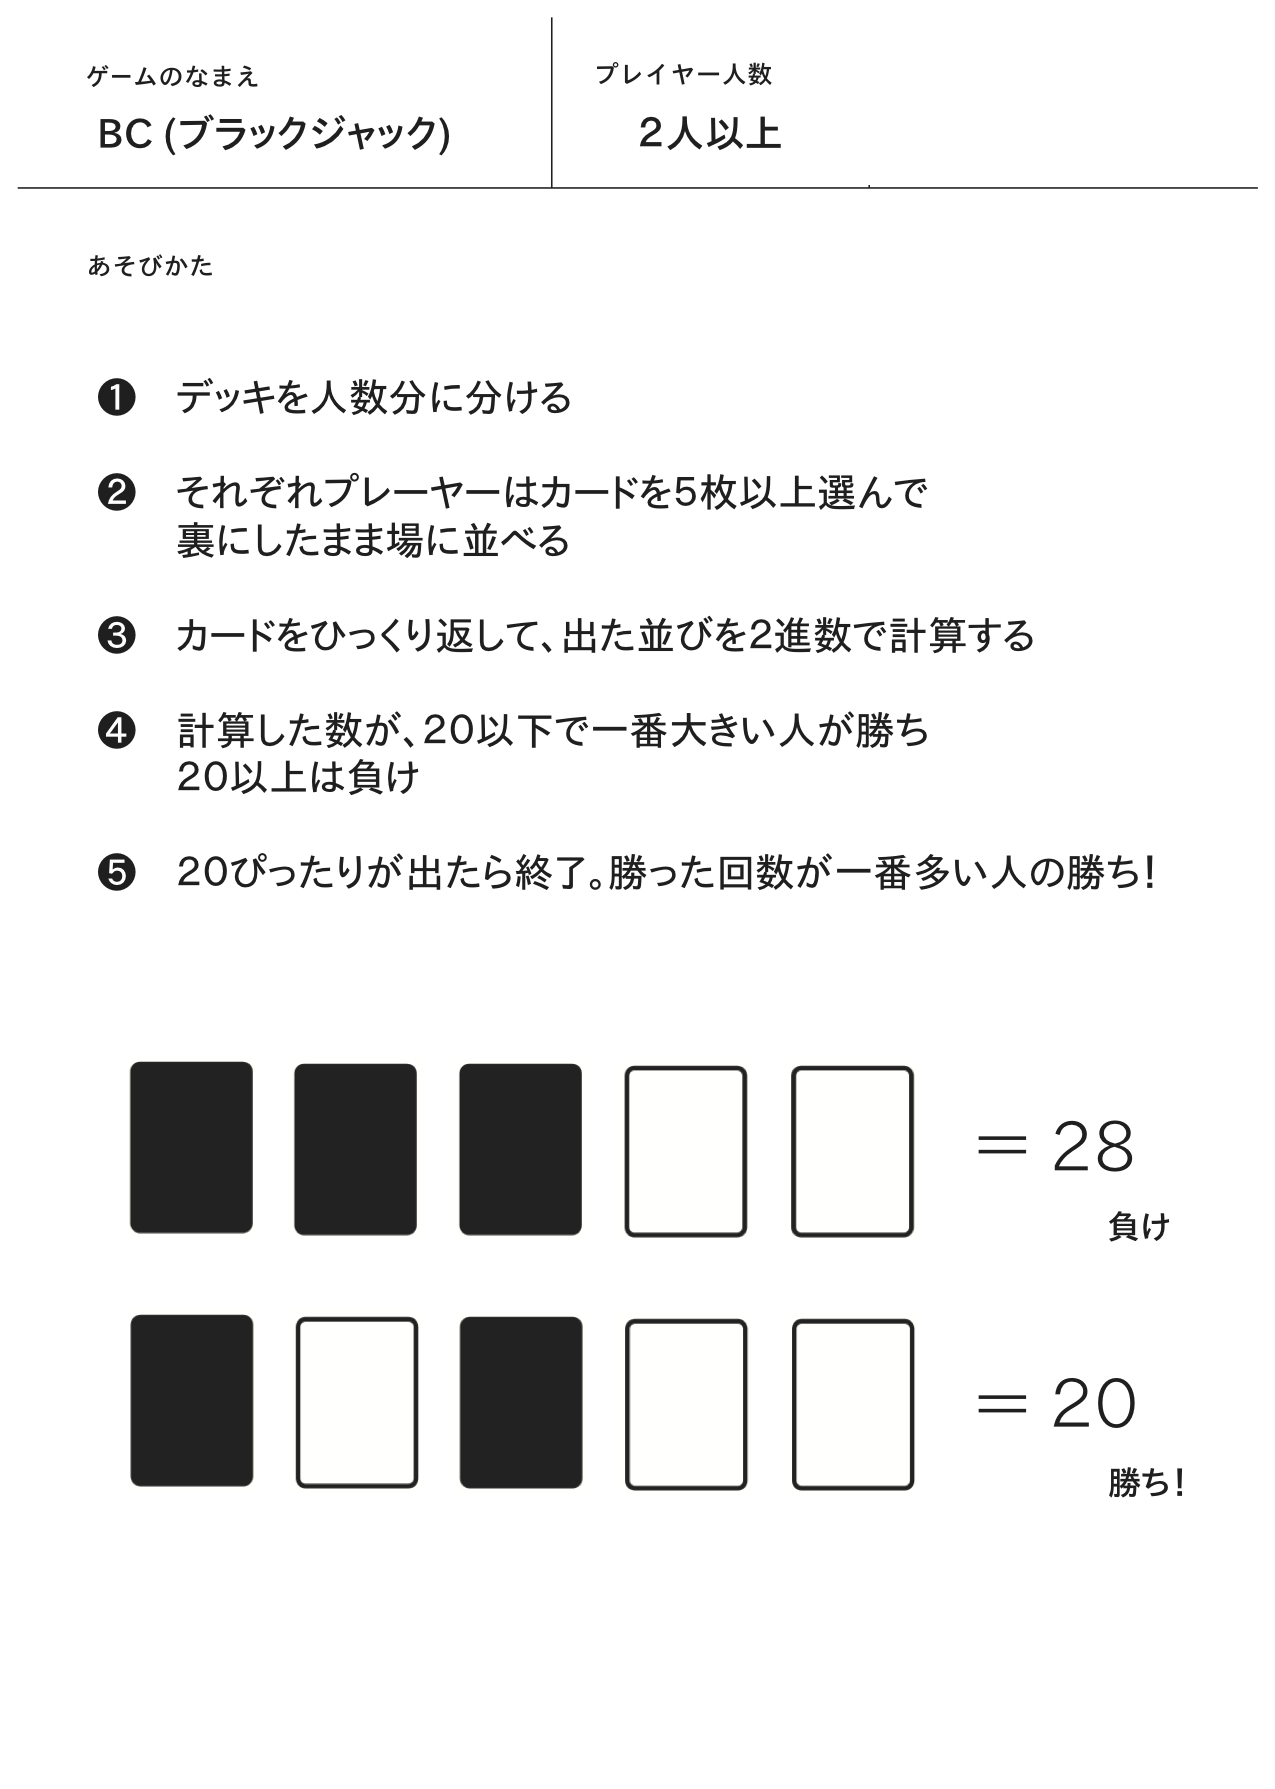 ゲームのなまえ
BC (ブラックジャック)
プレイヤー人数
2人以上
あそびかた
❶ デッキを人数分に分ける
❷ それぞれプレーヤーはカードを5枚以上選んで
裏にしたまま場に並べる
❸ カードをひっくり返して、出た並びを2進数で計算する
❹ 計算した数が、20以下で一番大きい人が勝ち
20以上は負け
❺ 20ぴったりが出たら終了。勝った回数が一番多い人の勝ち!
= 28
負け
= 20
勝ち!